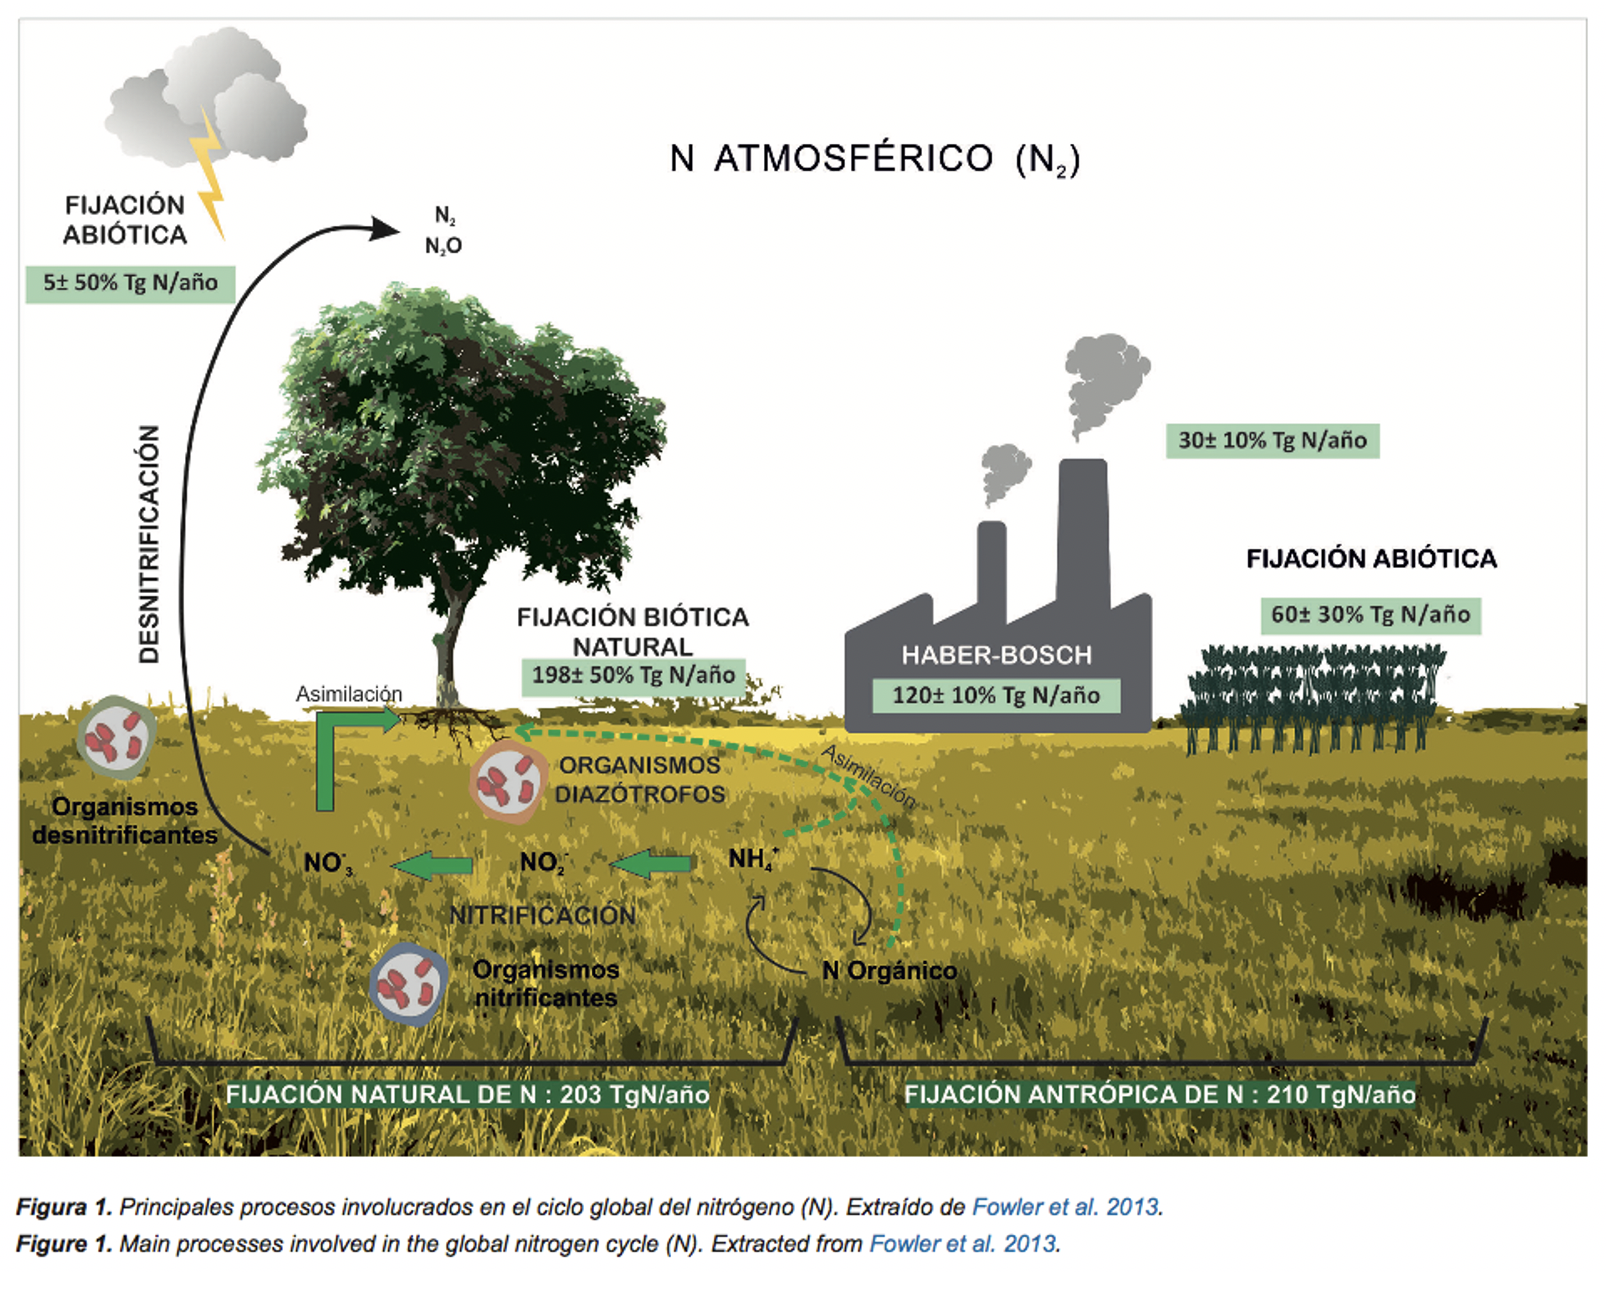 N ATMOSFÉRICO (N₂)
FIJACIÓN
ABIÓTICA
5± 50% Tg N/año
N₂
N₂O
DESNITRIFICACIÓN
30± 10% Tg N/año
FIJACIÓN ABIÓTICA
60± 30% Tg N/año
FIJACIÓN BIÓTICA
NATURAL
198± 50% Tg N/año
HABER-BOSCH
120± 10% Tg N/año
Asimilación
ORGANISMOS
DIAZÓTROFOS
Asimilación
Organismos
desnitrificantes
NO₃⁻
NO₂⁻
NH₄⁺
NITRIFICACIÓN
Organismos
nitrificantes
N Orgánico
FIJACIÓN NATURAL DE N : 203 TgN/año
FIJACIÓN ANTRÓPICA DE N : 210 TgN/año
Figura 1. Principales procesos involucrados en el ciclo global del nitrógeno (N). Extraído de Fowler et al. 2013.
Figure 1. Main processes involved in the global nitrogen cycle (N). Extracted from Fowler et al. 2013.